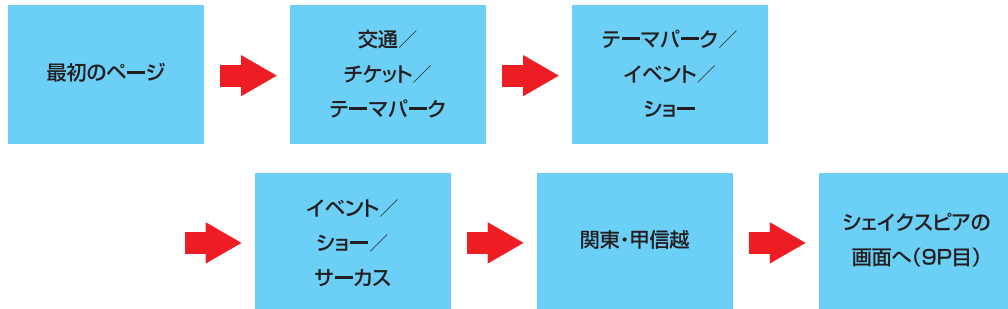 最初のページ
交通／
チケット／
テーマパーク
テーマパーク／
イベント／
ショー
イベント／
ショー／
サーカス
関東・甲信越
シェイクスピアの
画面へ（9P目）